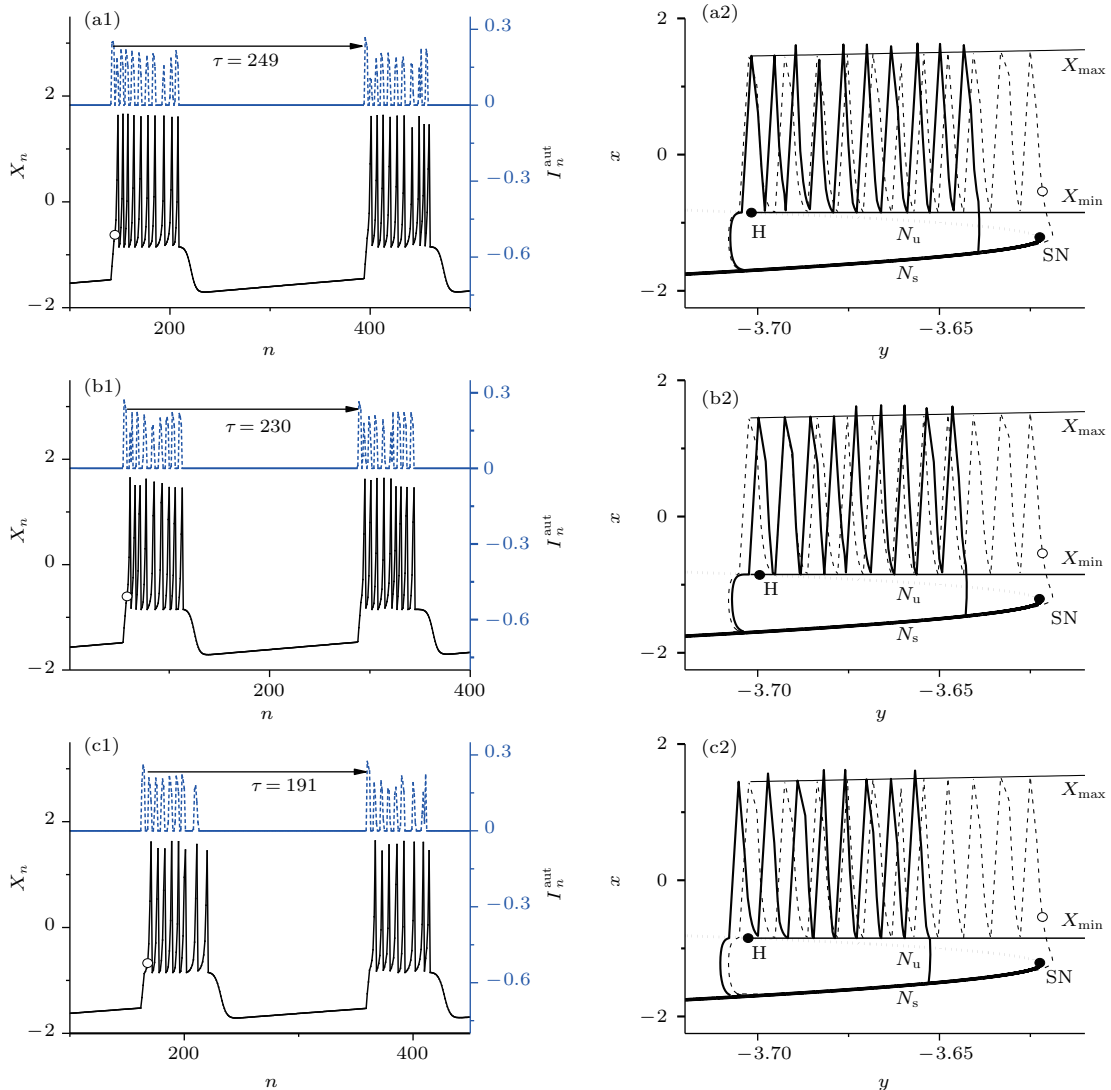 (a1)
0.3
2
τ = 249
0
X_n
0
−0.3
I_n^aut
−0.6
−2
200
400
n
(a2)
2
X_max
x
0
X_min
H
N_u
SN
N_s
−2
−3.70
−3.65
y
(b1)
0.3
2
τ = 230
0
X_n
0
−0.3
I_n^aut
−0.6
−2
200
400
n
(b2)
2
X_max
x
0
X_min
H
N_u
SN
N_s
−2
−3.70
−3.65
y
(c1)
0.3
2
τ = 191
0
X_n
0
−0.3
I_n^aut
−0.6
−2
200
400
n
(c2)
2
X_max
x
0
X_min
H
N_u
SN
N_s
−2
−3.70
−3.65
y